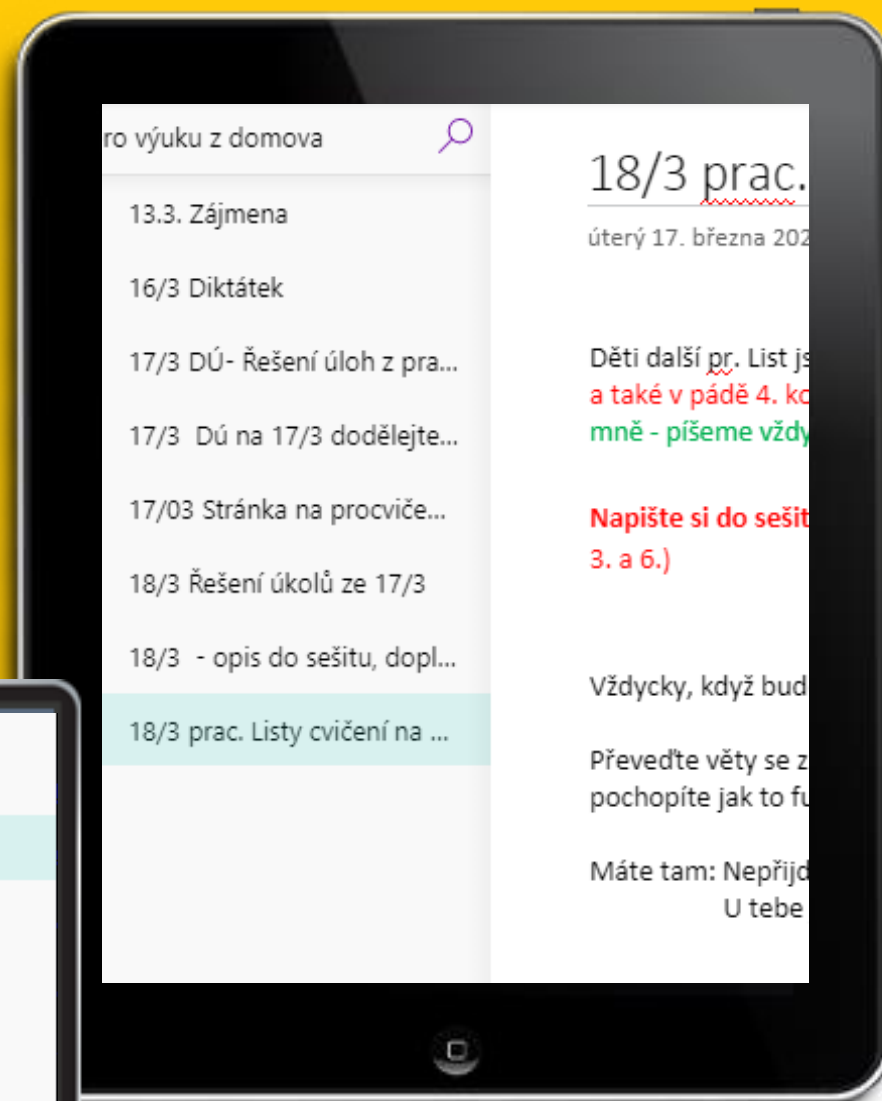 ro výuku z domova
13.3. Zájmena
16/3 Diktátek
17/3 DÚ- Řešení úloh z pra...
17/3  Dú na 17/3 dodělejte...
17/03 Stránka na procviče...
18/3 Řešení úkolů ze 17/3
18/3  - opis do sešitu, dopl...
18/3 prac. Listy cvičení na ...
18/3 prac.
úterý 17. března 202
Děti další pr. List js
a také v pádě 4. ko
mně - píšeme vždy
Napište si do sešit
3. a 6.)
Vždycky, když bud
Převeďte věty se z
pochopíte jak to fu
Máte tam: Nepřijd
U tebe